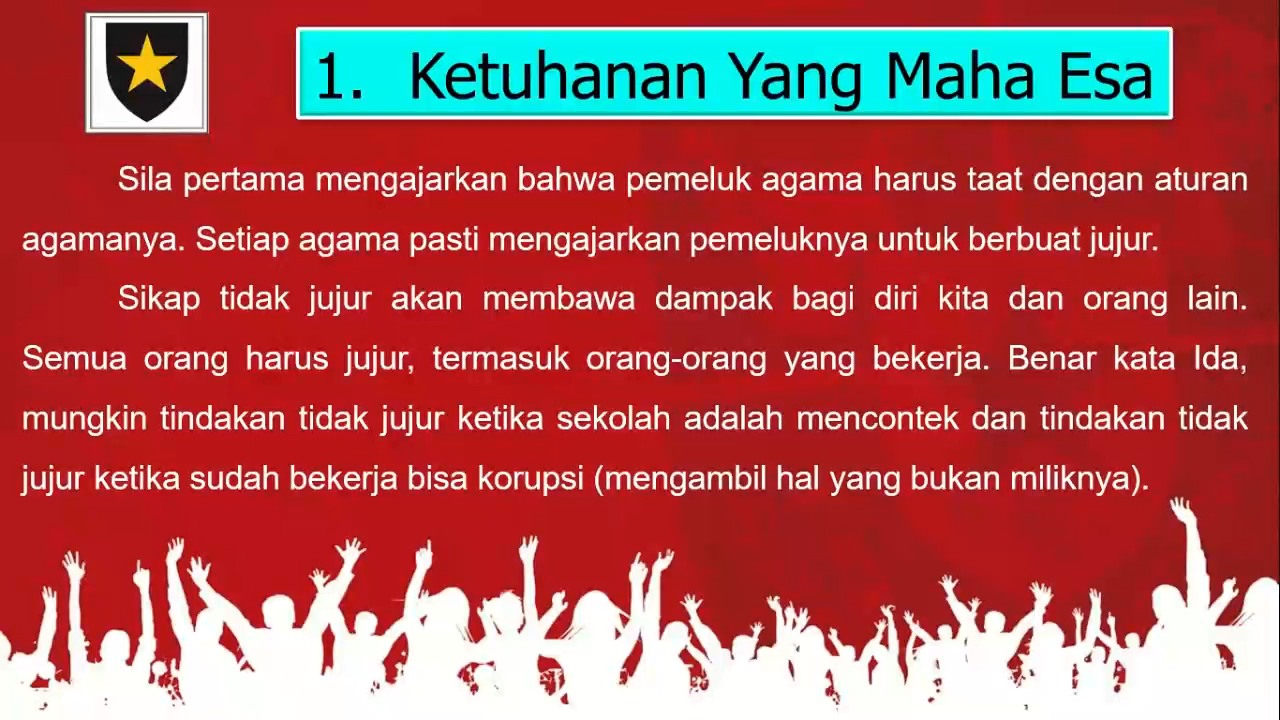 1. Ketuhanan Yang Maha Esa
Sila pertama mengajarkan bahwa pemeluk agama harus taat dengan aturan
agamanya. Setiap agama pasti mengajarkan pemeluknya untuk berbuat jujur.
Sikap tidak jujur akan membawa dampak bagi diri kita dan orang lain.
Semua orang harus jujur, termasuk orang-orang yang bekerja. Benar kata Ida,
mungkin tindakan tidak jujur ketika sekolah adalah mencontek dan tindakan tidak
jujur ketika sudah bekerja bisa korupsi (mengambil hal yang bukan miliknya).